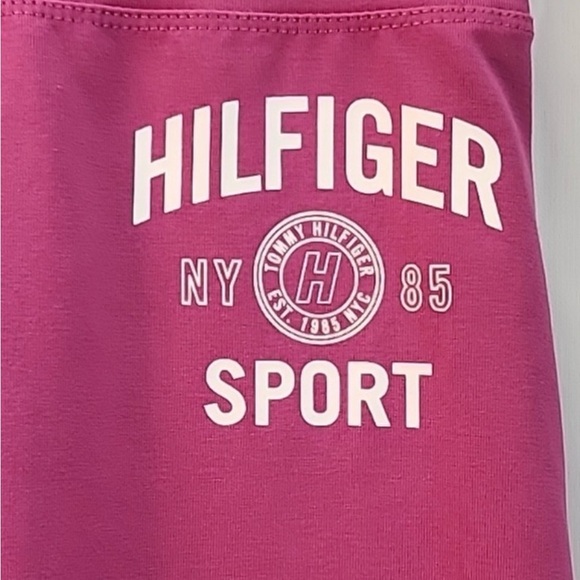 HILFIGER
NY 85
TOMMY HILFIGER
H
EST. 1985 NYC
SPORT